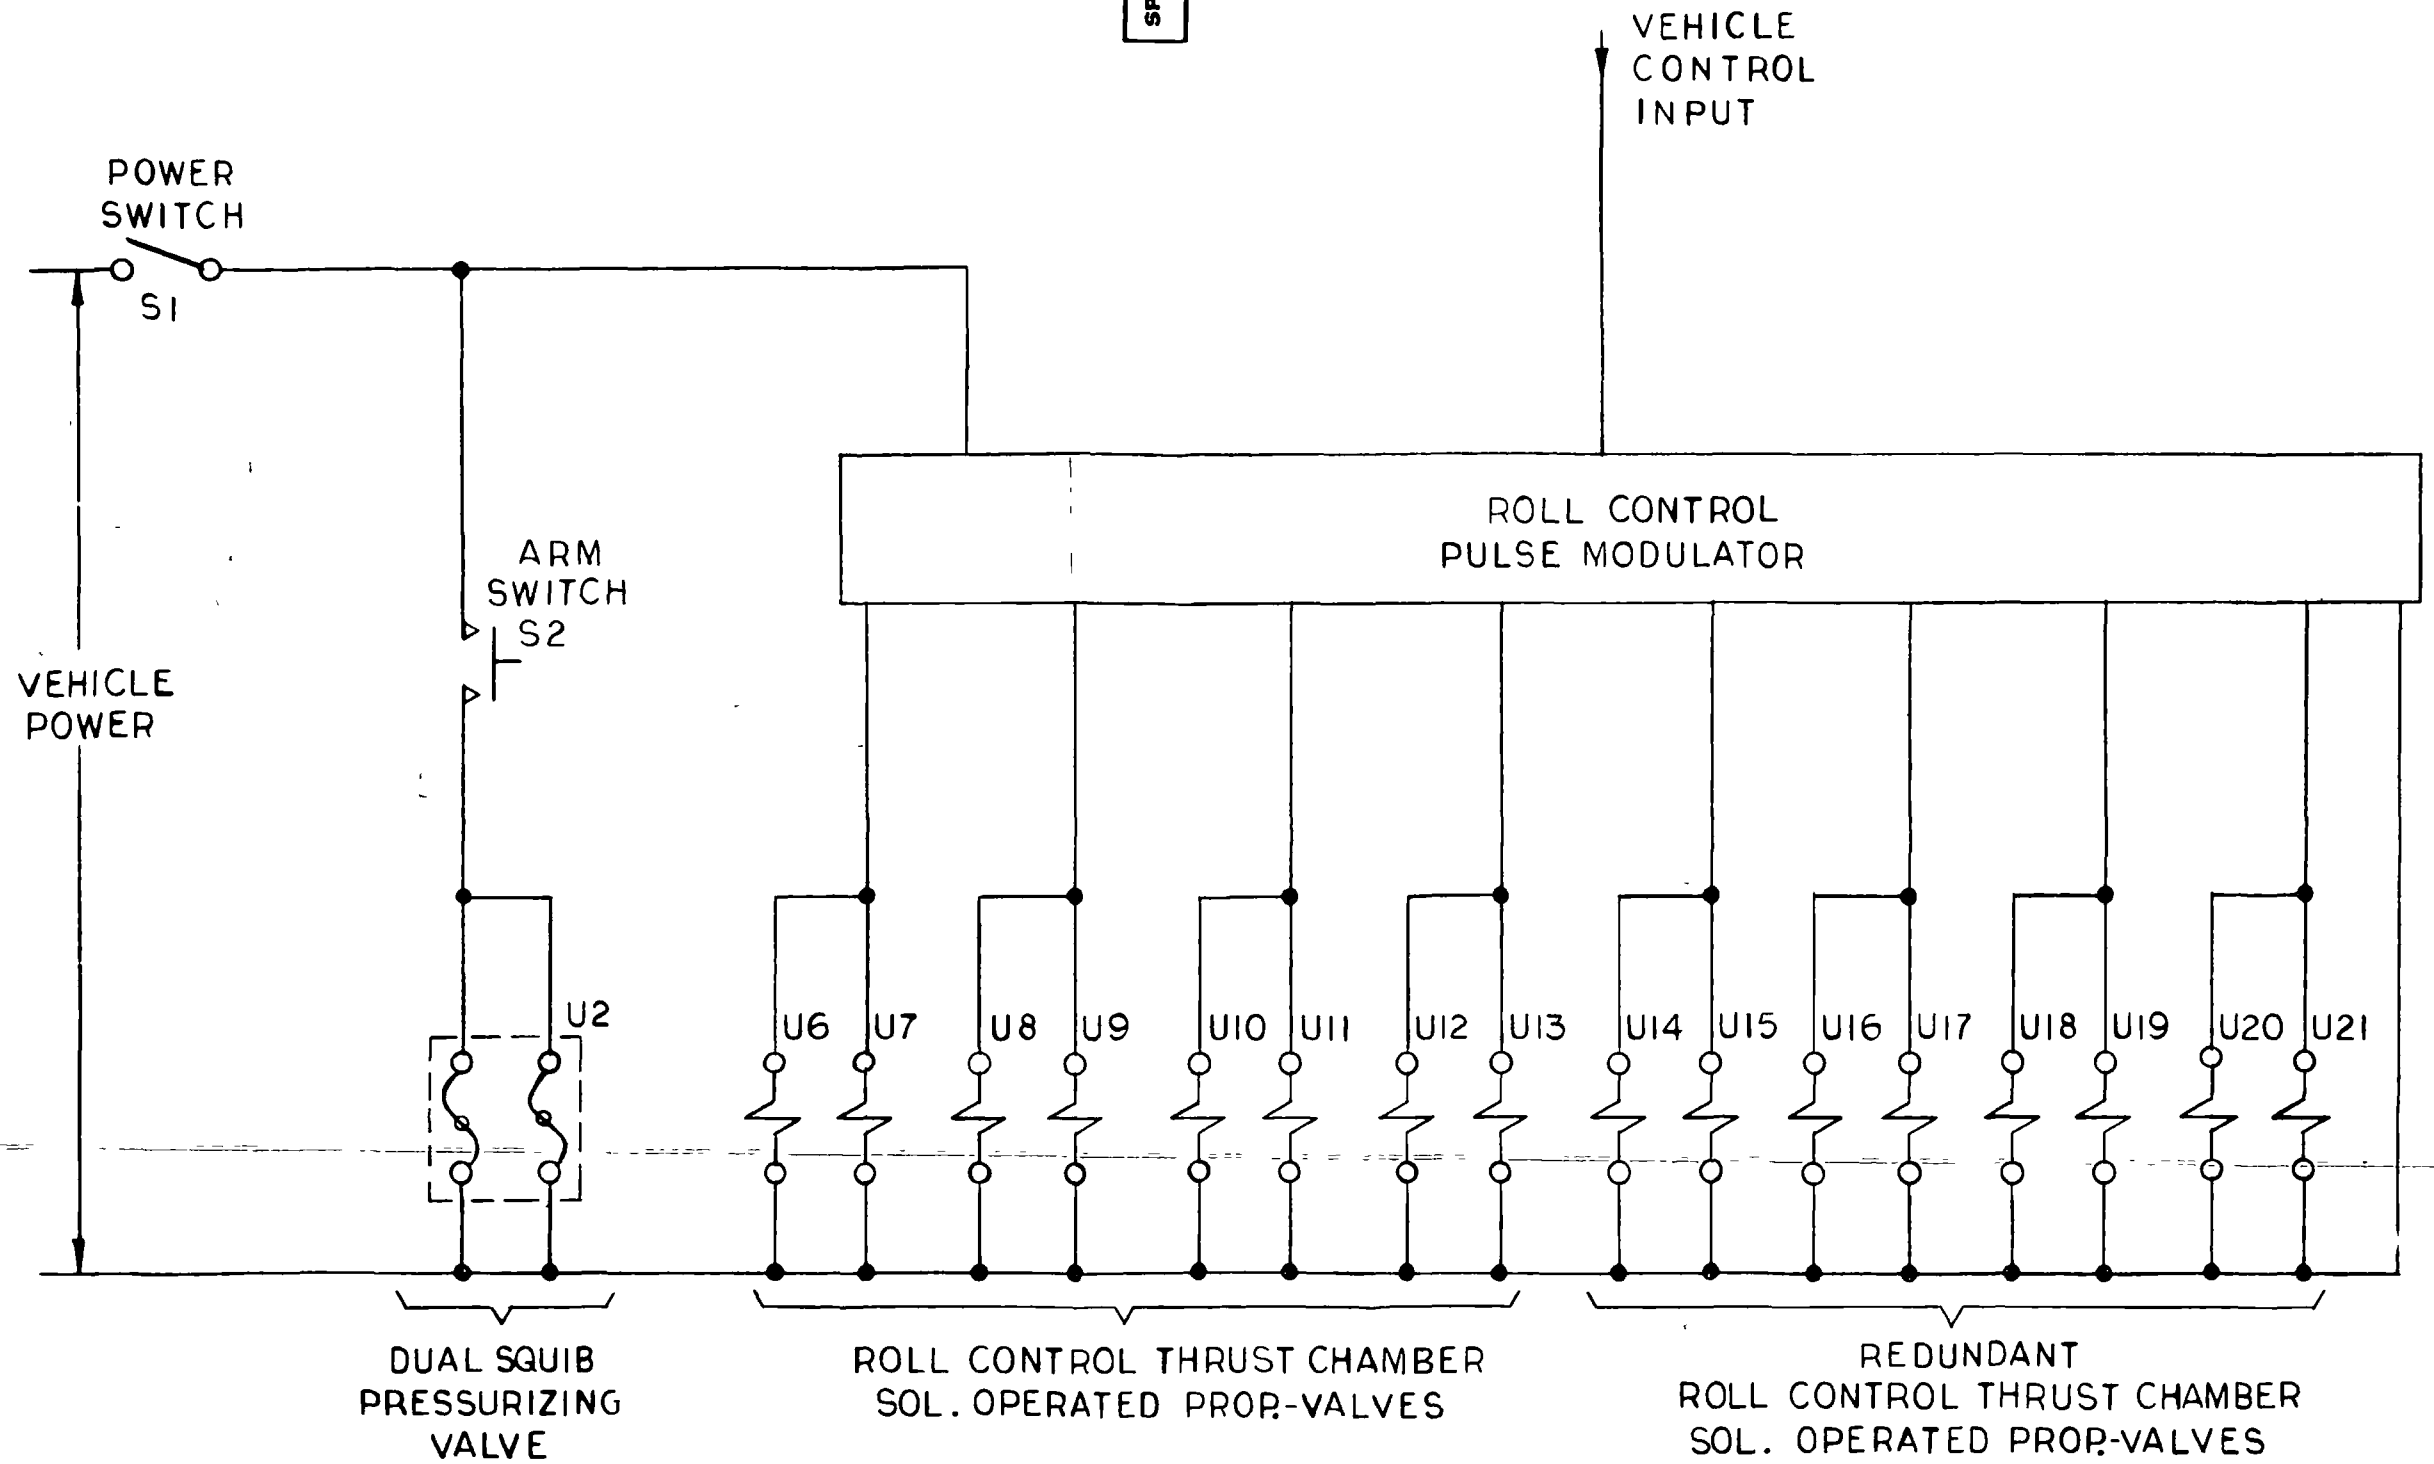 VEHICLE
CONTROL
INPUT
POWER
SWITCH
S1
ROLL CONTROL
PULSE MODULATOR
ARM
SWITCH
S2
VEHICLE
POWER
U2
U6 U7 U8 U9 U10 U11 U12 U13 U14 U15 U16 U17 U18 U19 U20 U21
DUAL SQUIB
PRESSURIZING
VALVE
ROLL CONTROL THRUST CHAMBER
SOL. OPERATED PROP.-VALVES
REDUNDANT
ROLL CONTROL THRUST CHAMBER
SOL. OPERATED PROP.-VALVES